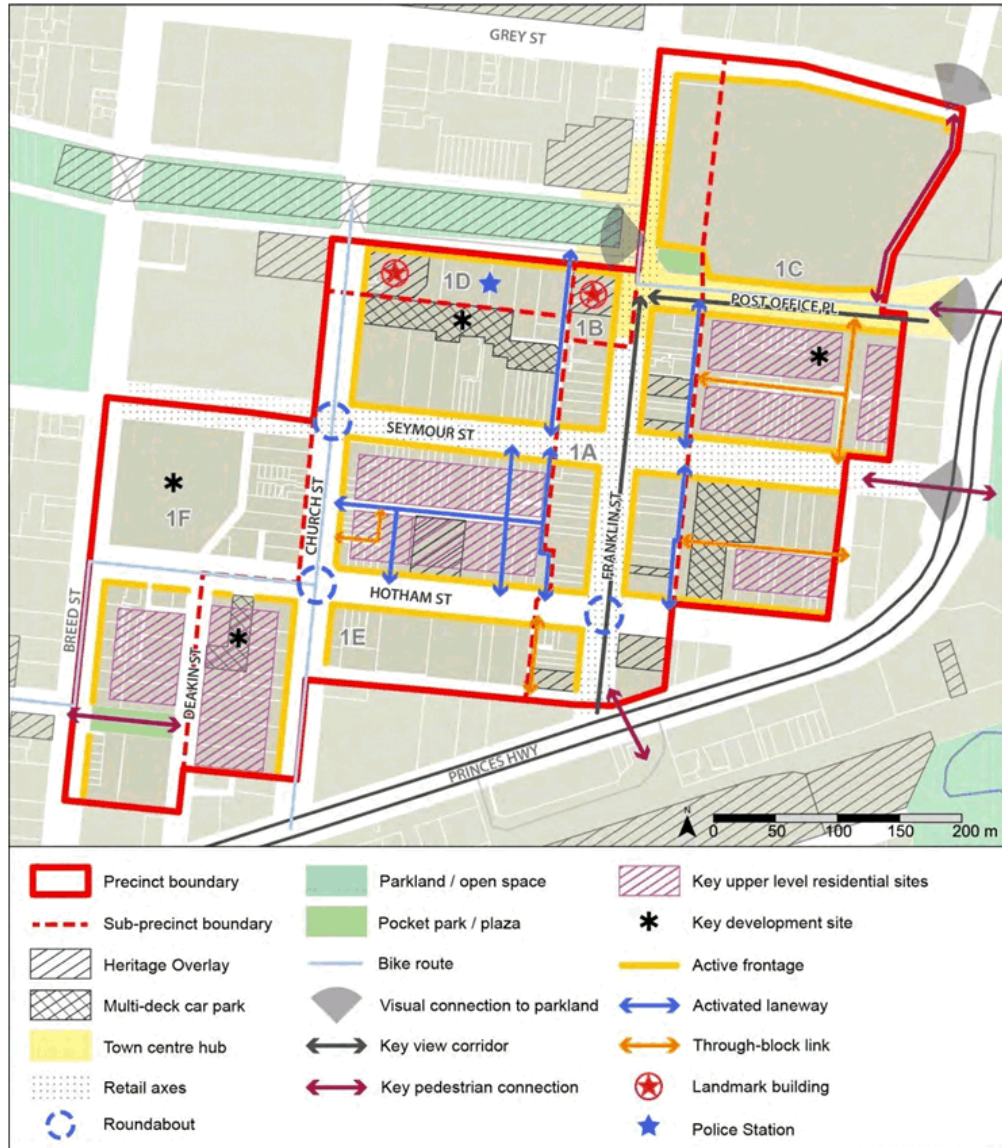 GREY ST
1C
1D
POST OFFICE PL
1B
SEYMOUR ST
1A
CHURCH ST
FRANKLIN ST
1F
HOTHAM ST
BREED ST
1E
DEAKIN ST
PRINCES HWY
N
0 50 100 150 200 m
Precinct boundary
Parkland / open space
Key upper level residential sites
Sub-precinct boundary
Pocket park / plaza
Key development site
Heritage Overlay
Bike route
Active frontage
Multi-deck car park
Visual connection to parkland
Activated laneway
Town centre hub
Key view corridor
Through-block link
Retail axes
Key pedestrian connection
Landmark building
Roundabout
Police Station